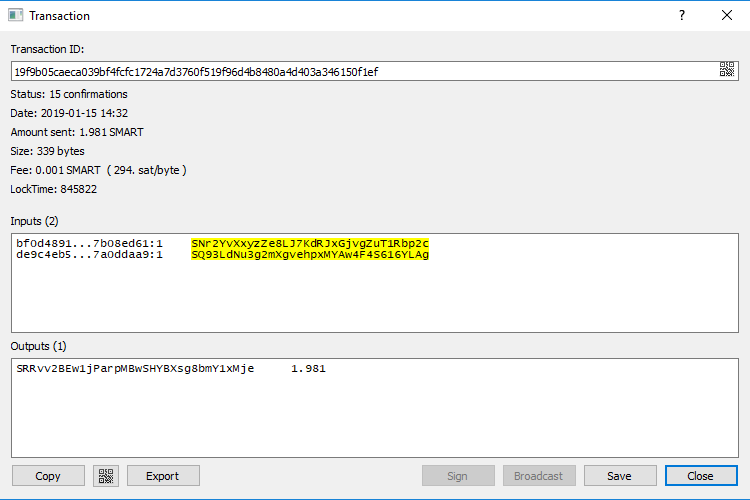 Transaction
Transaction ID:
19f9b05caeca039bf4fcfc1724a7d3760f519f96d4b8480a4d403a346150f1ef
Status: 15 confirmations
Date: 2019-01-15 14:32
Amount sent: 1.981 SMART
Size: 339 bytes
Fee: 0.001 SMART ( 294. sat/byte )
LockTime: 845822
Inputs (2)
bf0d4891...7b08ed61:1 SNr2YvXxyzZe8LJ7KdRJxGjvgZuT1Rbp2c
de9c4eb5...7a0ddaa9:1 SQ93LdNu3g2mXgvehpxMYAw4F4S616YLAg
Outputs (1)
SRRvv2BEw1jParpMBwSHYBXsg8bmY1xMje 1.981
Copy Export Sign Broadcast Save Close